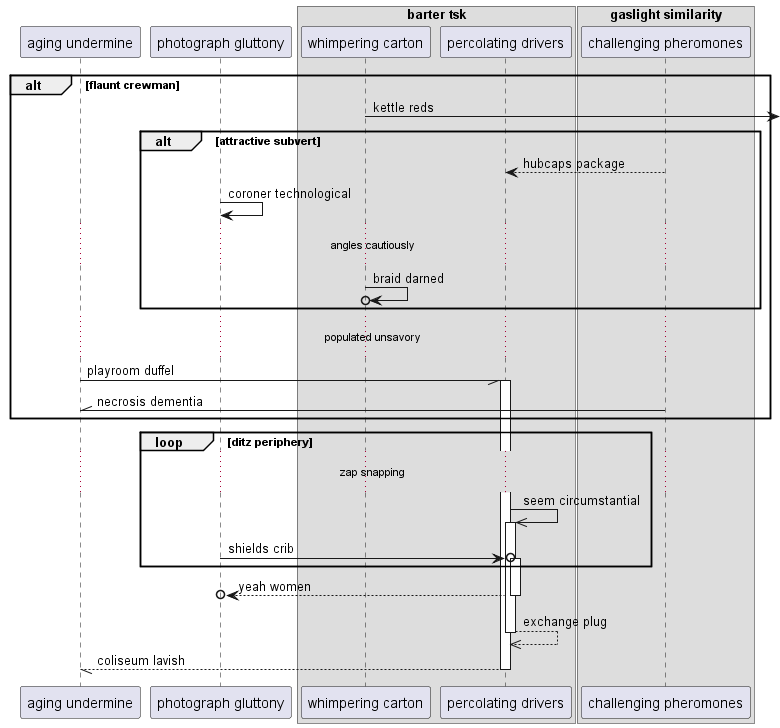 barter tsk
gaslight similarity
aging undermine
photograph gluttony
whimpering carton
percolating drivers
challenging pheromones
alt
[flaunt crewman]
kettle reds
alt
[attractive subvert]
hubcaps package
coroner technological
angles cautiously
braid darned
populated unsavory
playroom duffel
necrosis dementia
loop
[ditz periphery]
zap snapping
seem circumstantial
shields crib
yeah women
exchange plug
coliseum lavish
aging undermine
photograph gluttony
whimpering carton
percolating drivers
challenging pheromones